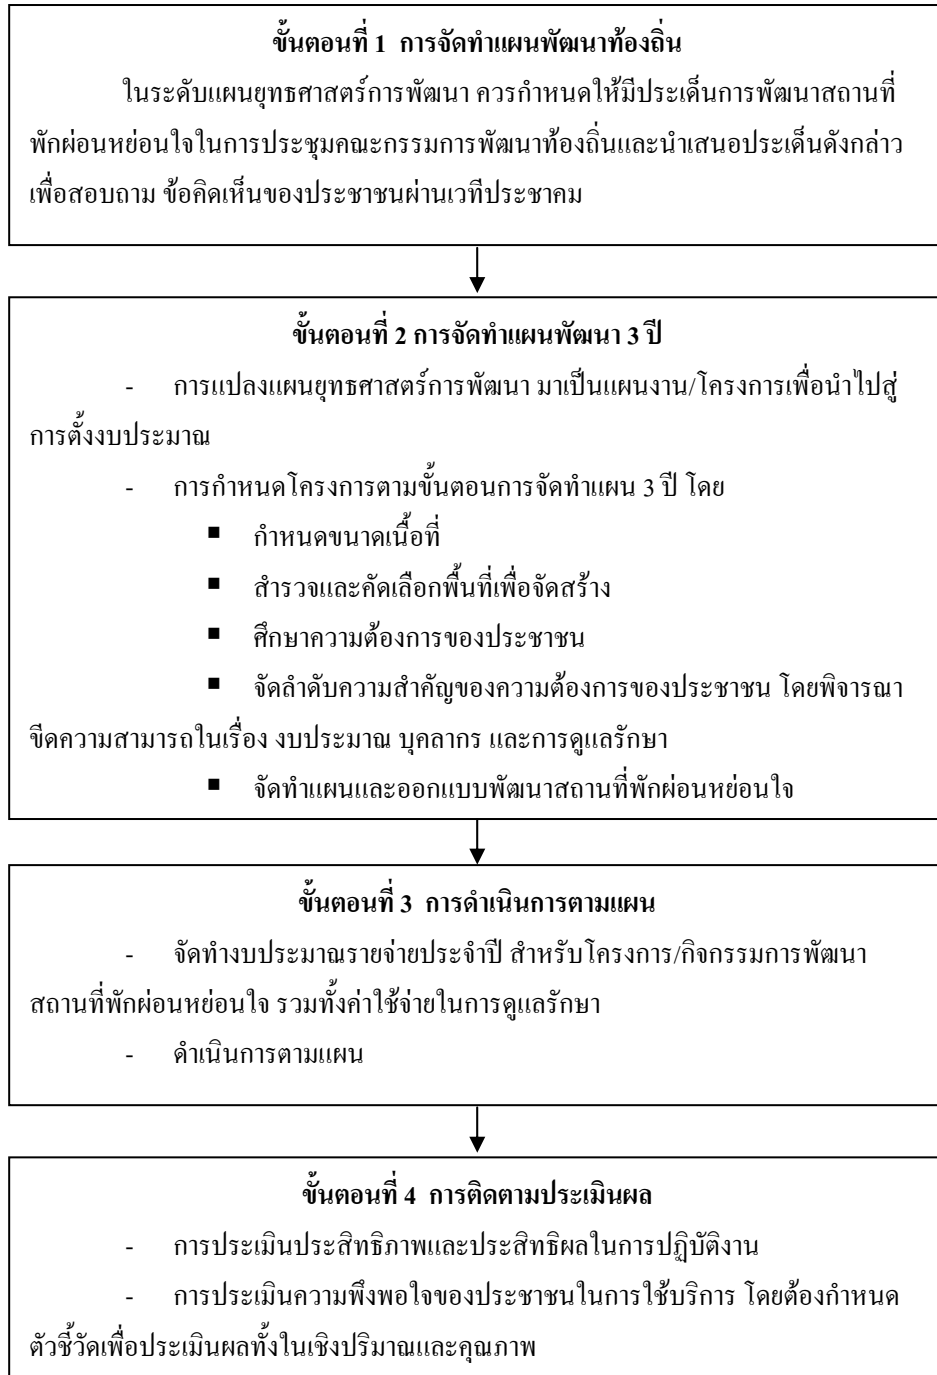 ขั้นตอนที่ 1  การจัดทำแผนพัฒนาท้องถิ่น
ในระดับแผนยุทธศาสตร์การพัฒนา ควรกำหนดให้มีประเด็นการพัฒนาสถานที่
พักผ่อนหย่อนใจในการประชุมคณะกรรมการพัฒนาท้องถิ่นและนำเสนอประเด็นดังกล่าว
เพื่อสอบถาม ข้อคิดเห็นของประชาชนผ่านเวทีประชาคม
ขั้นตอนที่ 2 การจัดทำแผนพัฒนา 3 ปี
- การแปลงแผนยุทธศาสตร์การพัฒนา มาเป็นแผนงาน/โครงการเพื่อนำไปสู่
การตั้งงบประมาณ
- การกำหนดโครงการตามขั้นตอนการจัดทำแผน 3 ปี โดย
▪ กำหนดขนาดเนื้อที่
▪ สำรวจและคัดเลือกพื้นที่เพื่อจัดสร้าง
▪ ศึกษาความต้องการของประชาชน
▪ จัดลำดับความสำคัญของความต้องการของประชาชน โดยพิจารณา
ขีดความสามารถในเรื่อง งบประมาณ บุคลากร และการดูแลรักษา
▪ จัดทำแผนและออกแบบพัฒนาสถานที่พักผ่อนหย่อนใจ
ขั้นตอนที่ 3  การดำเนินการตามแผน
- จัดทำงบประมาณรายจ่ายประจำปี สำหรับโครงการ/กิจกรรมการพัฒนา
สถานที่พักผ่อนหย่อนใจ รวมทั้งค่าใช้จ่ายในการดูแลรักษา
- ดำเนินการตามแผน
ขั้นตอนที่ 4  การติดตามประเมินผล
- การประเมินประสิทธิภาพและประสิทธิผลในการปฏิบัติงาน
- การประเมินความพึงพอใจของประชาชนในการใช้บริการ โดยต้องกำหนด
ตัวชี้วัดเพื่อประเมินผลทั้งในเชิงปริมาณและคุณภาพ